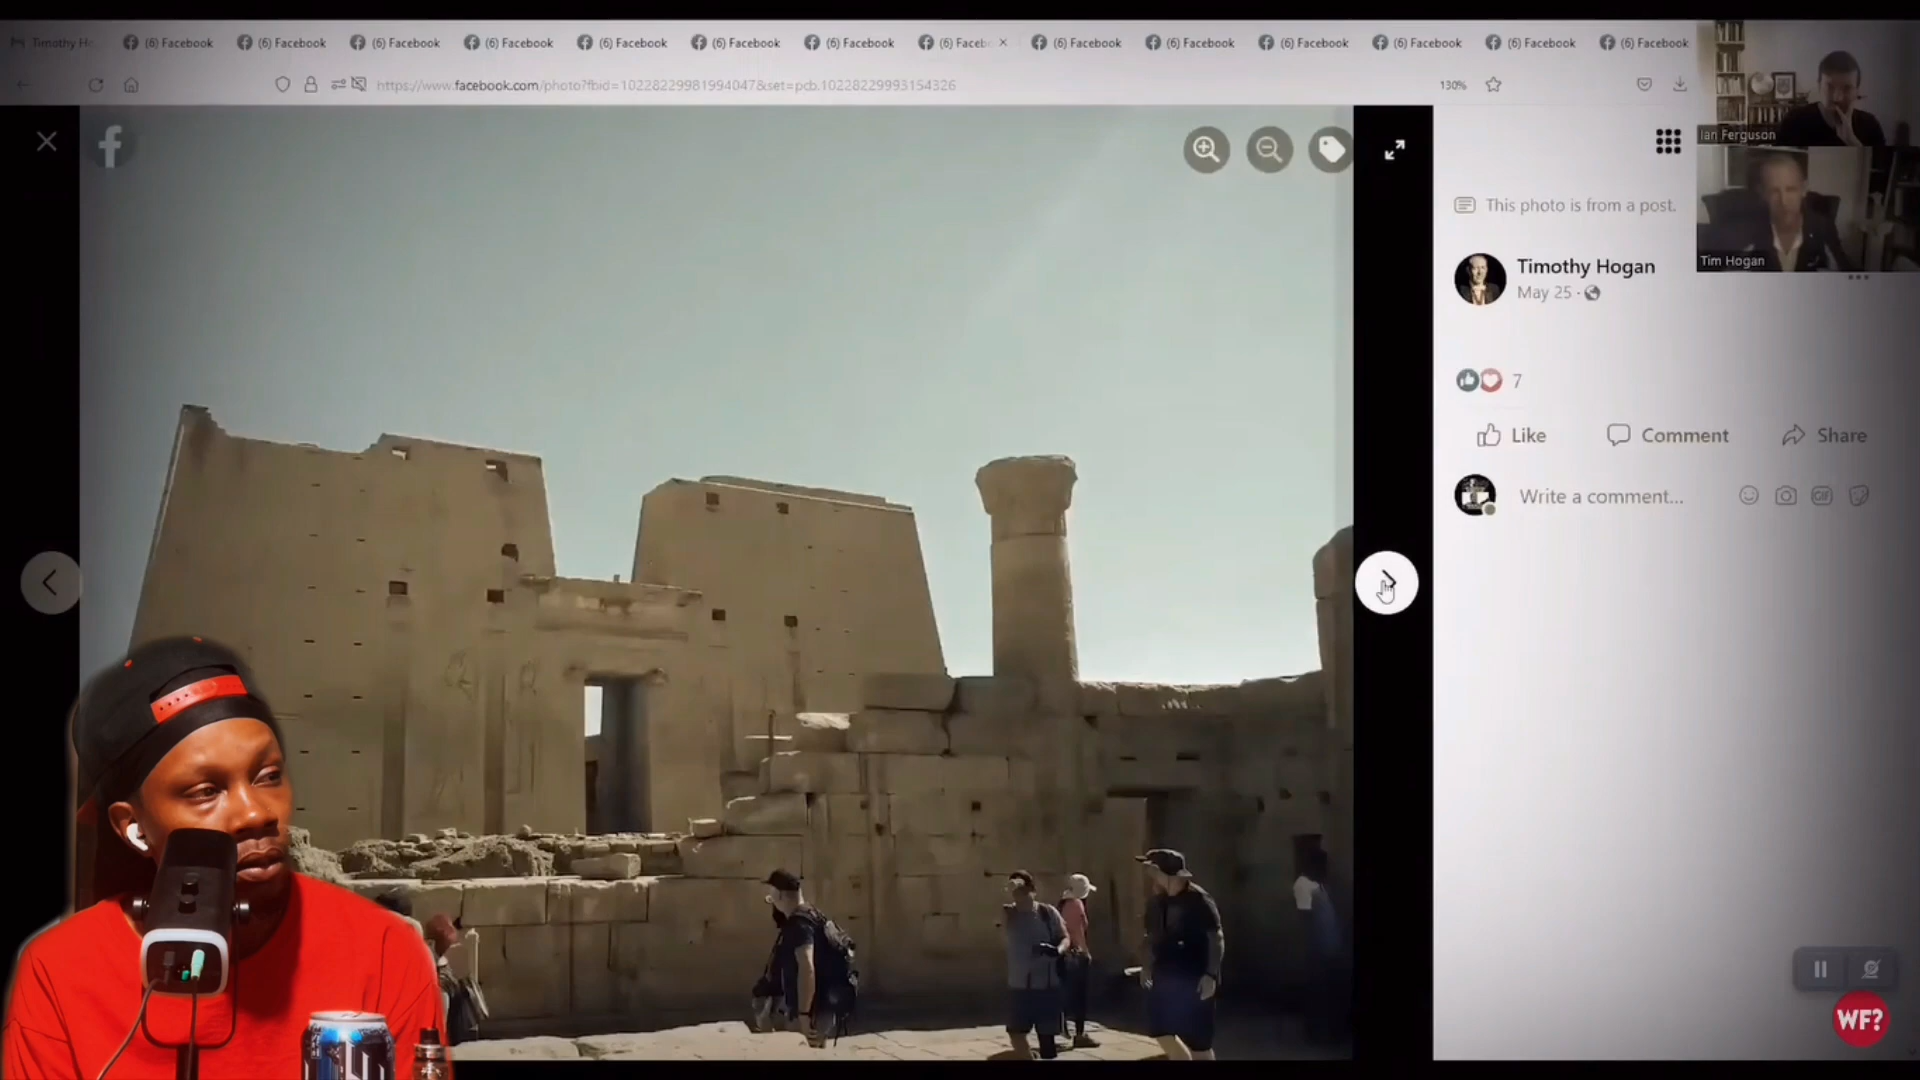 Timothy Ho
(6) Facebook
(6) Facebook
(6) Facebook
(6) Facebook
(6) Facebook
(6) Facebook
(6) Facebook
(6) Faceb
(6) Facebook
(6) Facebook
(6) Facebook
(6) Facebook
(6) Facebook
(6) Facebook
https://www.facebook.com/photo?fbid=10228229981994047&set=pcb.10228229993154326
130%
Ian Ferguson
This photo is from a post.
Tim Hogan
Timothy Hogan
May 25
7
Like
Comment
Share
Write a comment...
GIF
WF?